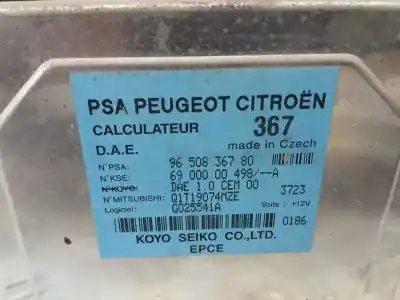 PSA PEUGEOT CITROËN
CALCULATEUR 367
D.A.E. made in Czech
N°PSA: 96 508 367 80
N°KSE: 69 000 00 498/--A
N°KOYO: DAE 1.0 CEM 00 3723
N°MITSUBISHI: Q1T19074MZE
Logiciel: G025541A Volts : +12V
0186
KOYO SEIKO CO.,LTD.
EPCE